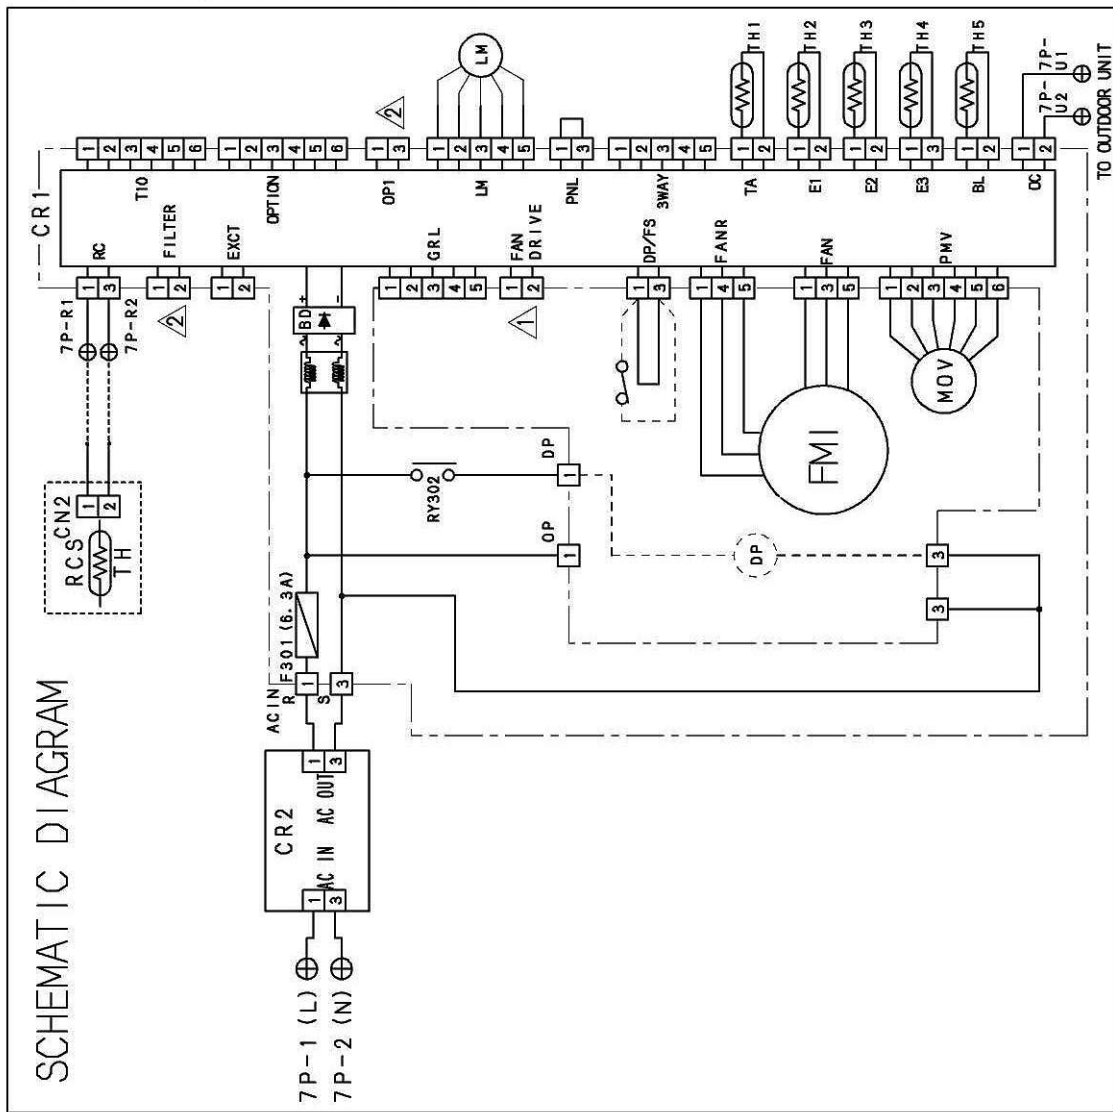 SCHEMATIC DIAGRAM
RCS
TH
CN2
1 2
7P-R1
7P-R2
CR1
1 3
RC
1 2
FILTER
2
1 2
EXCT
1 2 3 4 5 6
T10
1 2 3 4 5 6
OPTION
1 3
OP1
2
1 2 3 4 5
LM
LM
1 3
PNL
1 2 3 4 5
3WAY
1 2
TA
TH1
1 2
E1
TH2
1 2
E2
TH3
1 3
E3
TH4
1 2
BL
TH5
1 2
OC
7P-U1
7P-U2
TO OUTDOOR UNIT
1 2 3 4 5
GRL
1 2
FAN DRIVE
1
1 3
DP/FS
1 4 5
FANR
1 3 5
FAN
1 2 3 4 5 6
PMV
FMI
MOV
BD
+
-
~
~
RY302
DP
1
OP
1
DP
3
3
F301(6.3A)
AC IN
R
S
1 3
CR2
AC IN
AC OUT
1 3
1 3
7P-1(L)
7P-2(N)